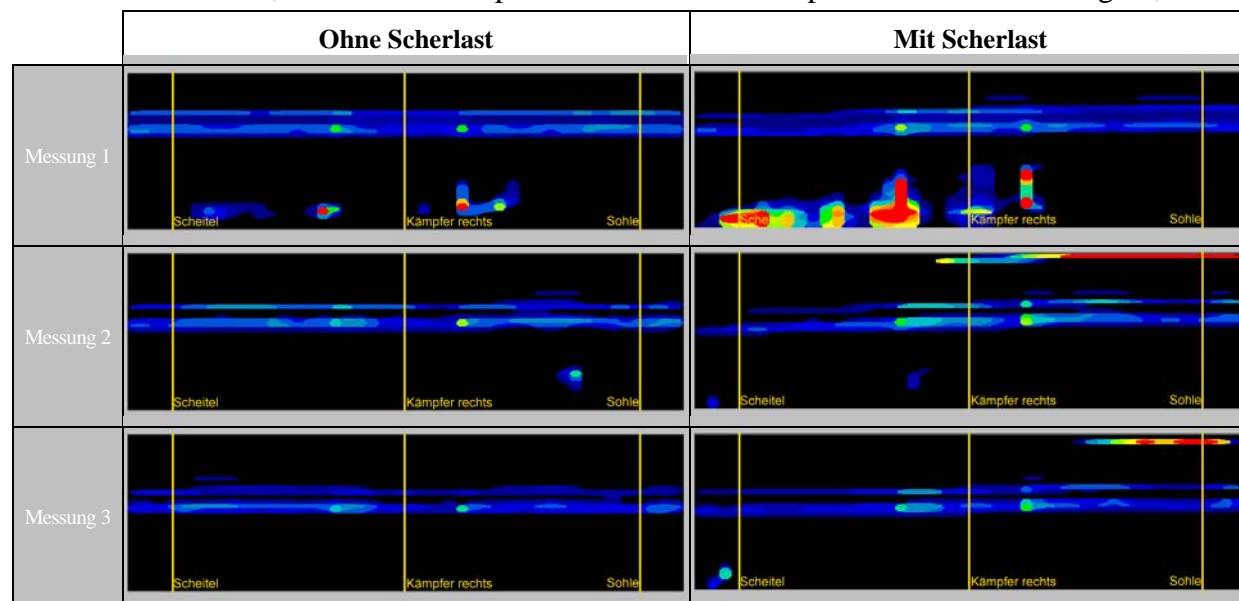 Ohne Scherlast Mit Scherlast
Messung 1
Scheitel Kämpfer rechts Sohle
Sche Kämpfer rechts Sohle
Messung 2
Scheitel Kämpfer rechts Sohle
Scheitel Kämpfer rechts Sohle
Messung 3
Scheitel Kämpfer rechts Sohle
Scheitel Kämpfer rechts Sohle